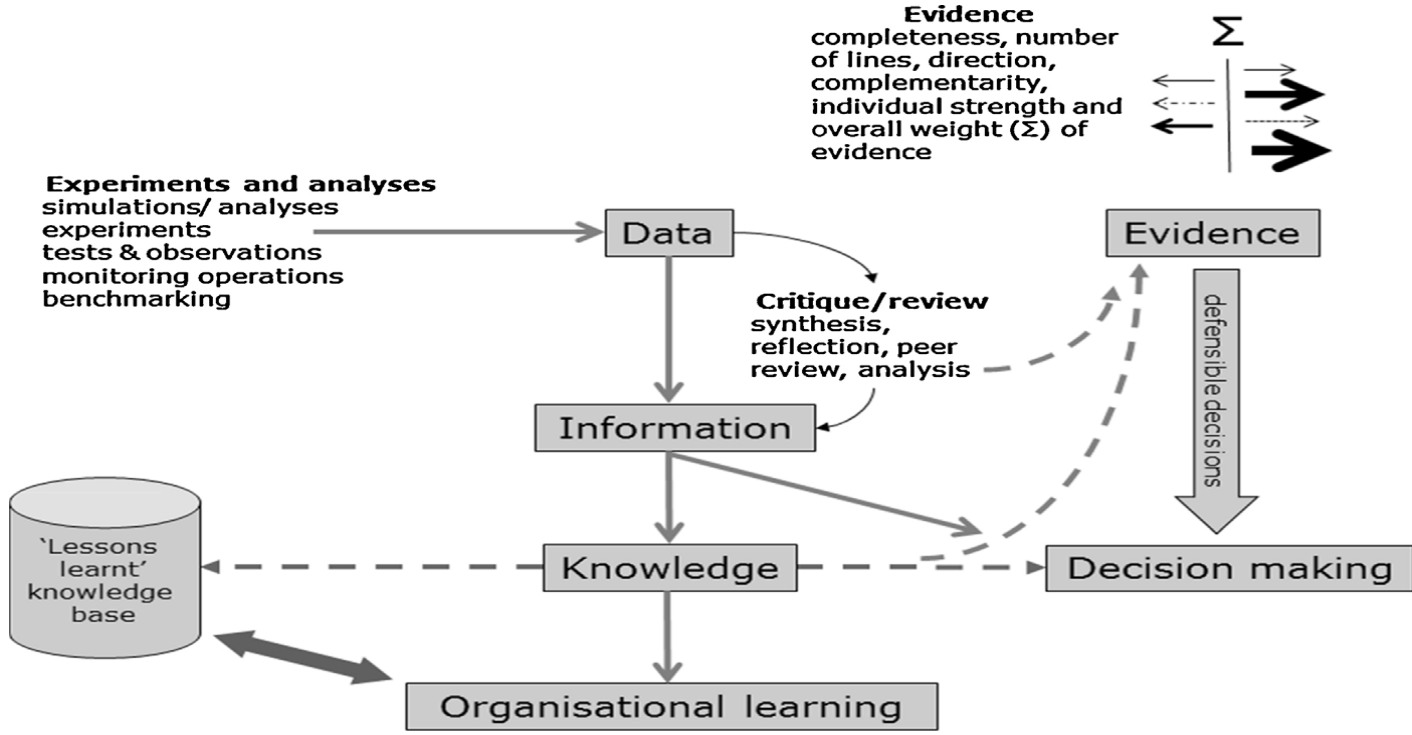 Evidence
completeness, number
of lines, direction,
complementarity,
individual strength and
overall weight (Σ) of
evidence
Σ
Experiments and analyses
simulations/ analyses
experiments
tests & observations
monitoring operations
benchmarking
Data
Evidence
Critique/review
synthesis,
reflection, peer
review, analysis
defensible decisions
Information
‘Lessons
learnt’
knowledge
base
Knowledge
Decision making
Organisational learning